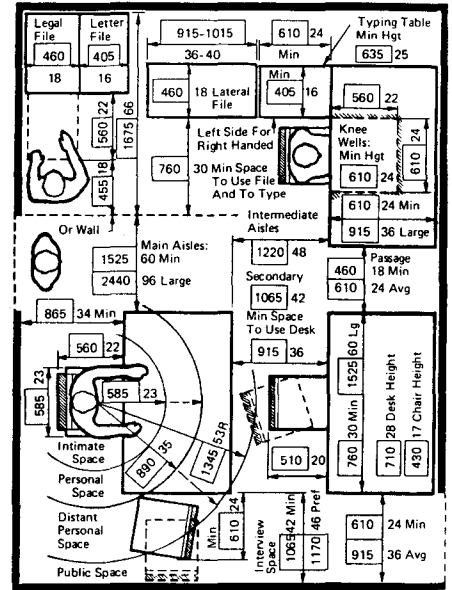 Legal
File
Letter
File
460
405
18
16
915-1015
36-40
610 24
Min
Typing Table
Min Hgt
635 25
460 18 Lateral
File
Min
405 16
560 22
Left Side For
Right Handed
Knee
Wells:
Min Hgt
610 24
610 24
560 22
1675 66
455 18
760 30 Min Space
To Use File
And To Type
610 24 Min
915 36 Large
Or Wall
Main Aisles:
1525 60 Min
2440 96 Large
Intermediate
Aisles
1220 48
Secondary
1065 42
Min Space
To Use Desk
915 36
Passage
460 18 Min
610 24 Avg
865 34 Min
560 22
585 23
585 23
890 35
1345 53R
Intimate
Space
Personal
Space
Distant
Personal
Space
Public Space
510 20
760 30 Min
1525 60 Lg
710 28 Desk Height
430 17 Chair Height
Min
610 24
Interview
Space
1065 42 Min
1170 46 Pref
610 24 Min
915 36 Avg